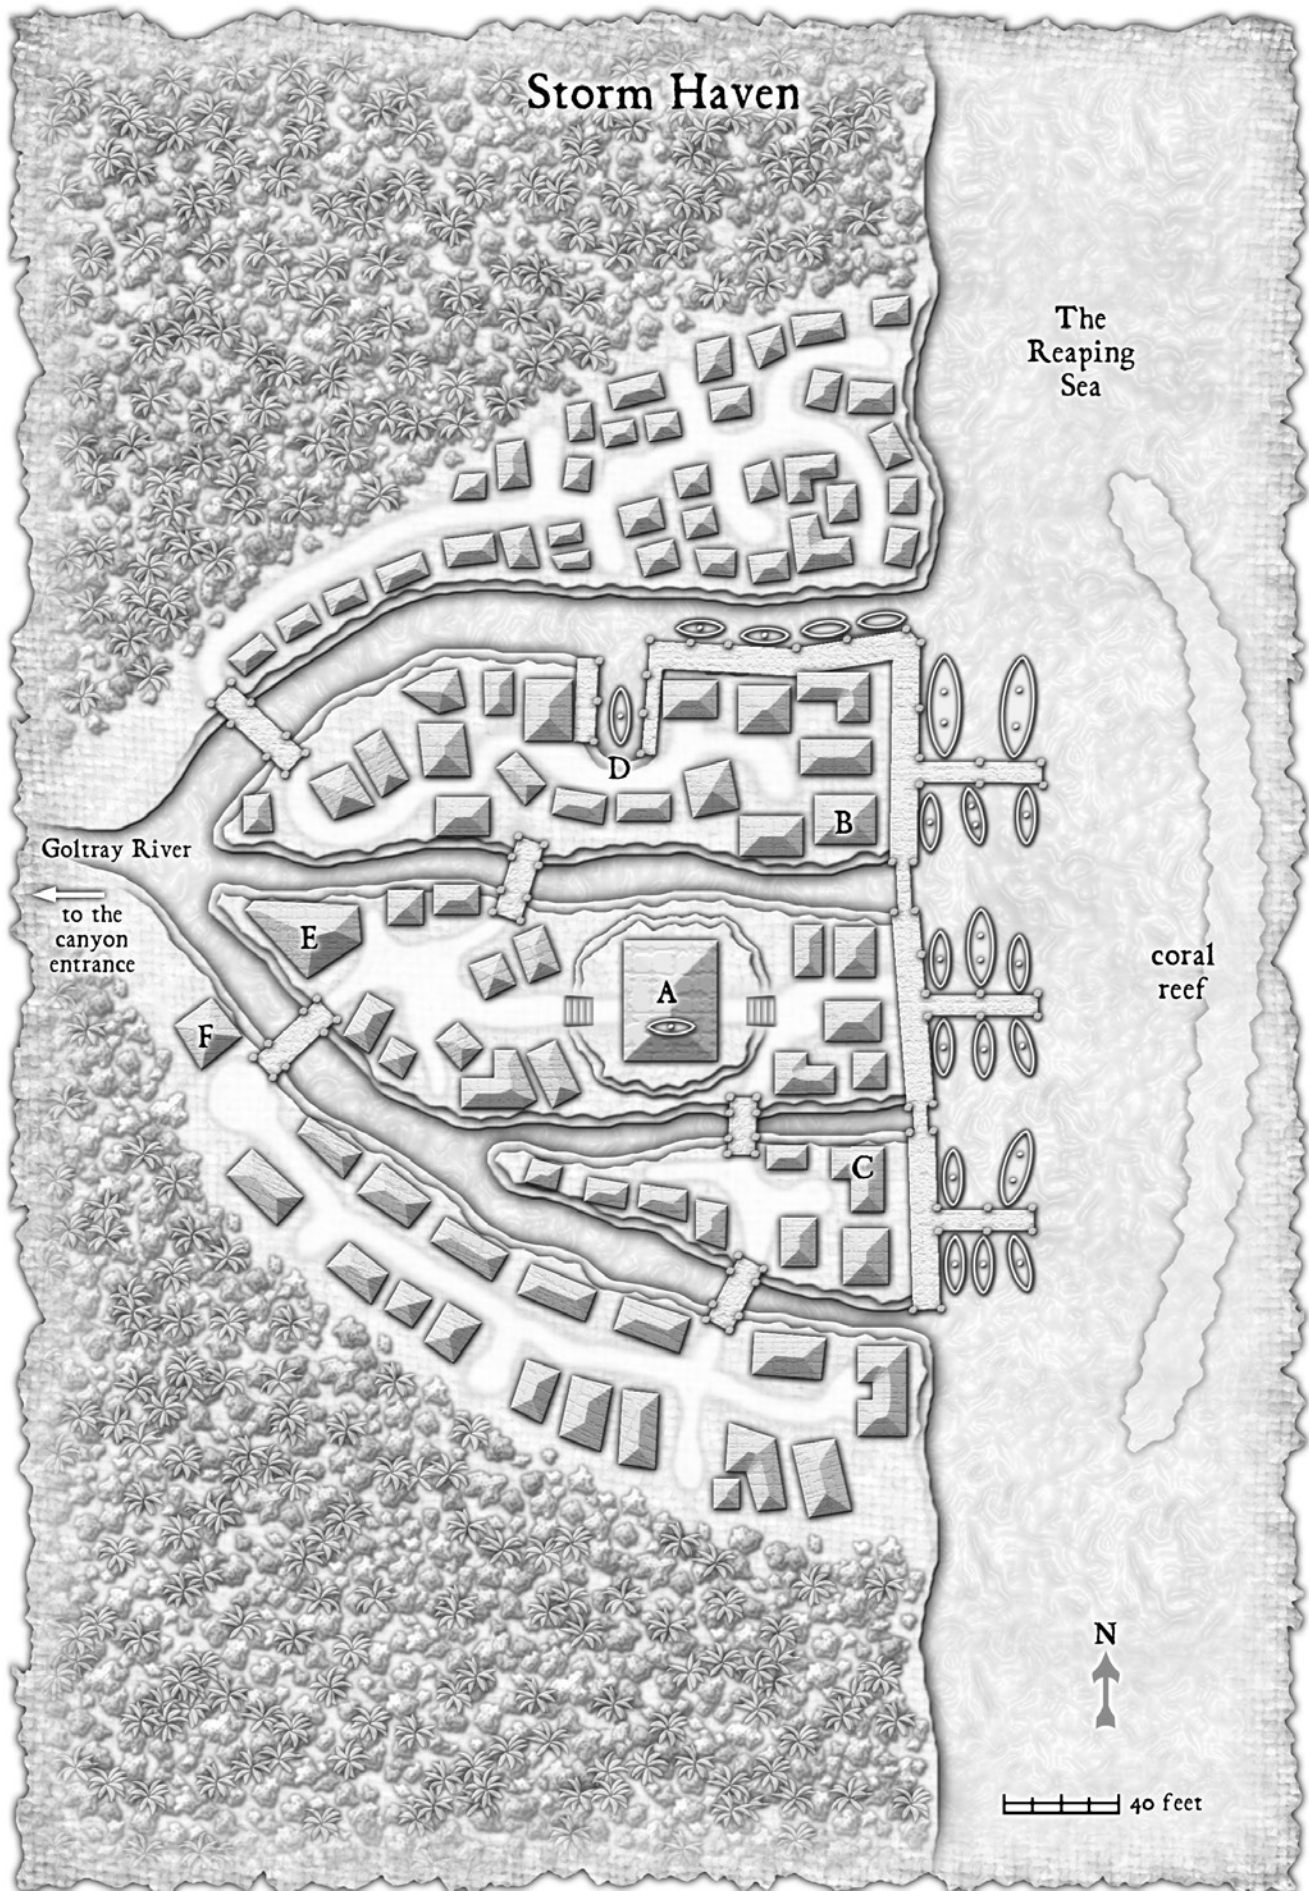 Storm Haven
The
Reaping
Sea
D
B
Goltray River
to the
canyon
entrance
E
A
coral
reef
F
C
N
40 feet